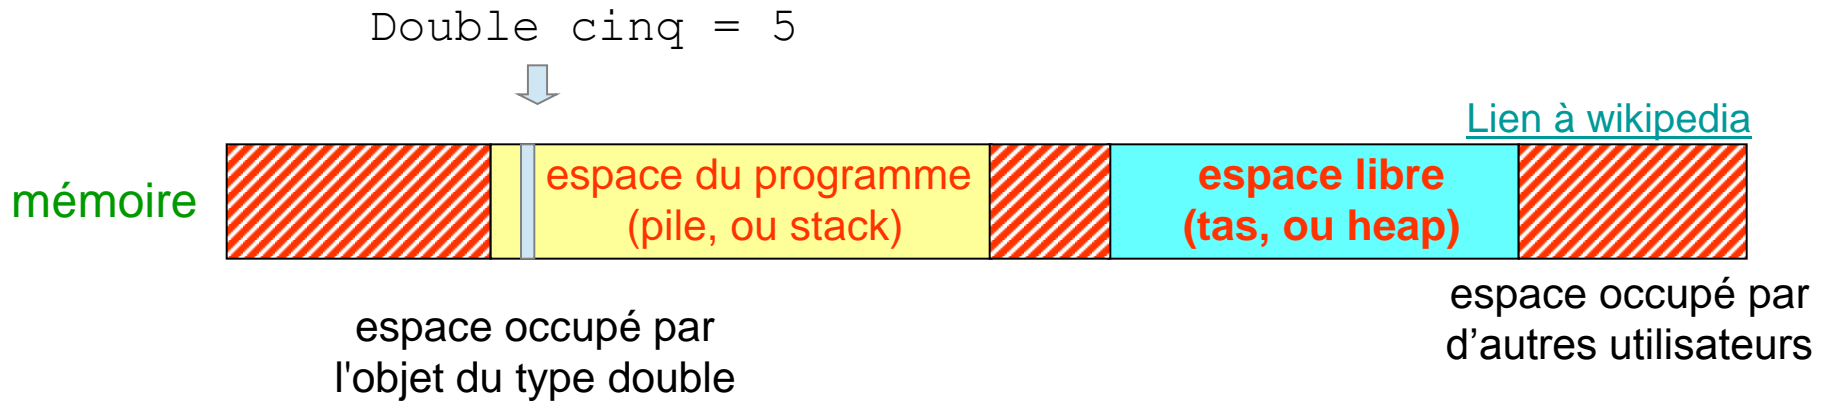 Double cinq = 5
Lien à wikipedia
mémoire
espace du programme
(pile, ou stack)
espace libre
(tas, ou heap)
espace occupé par
l'objet du type double
espace occupé par
d’autres utilisateurs